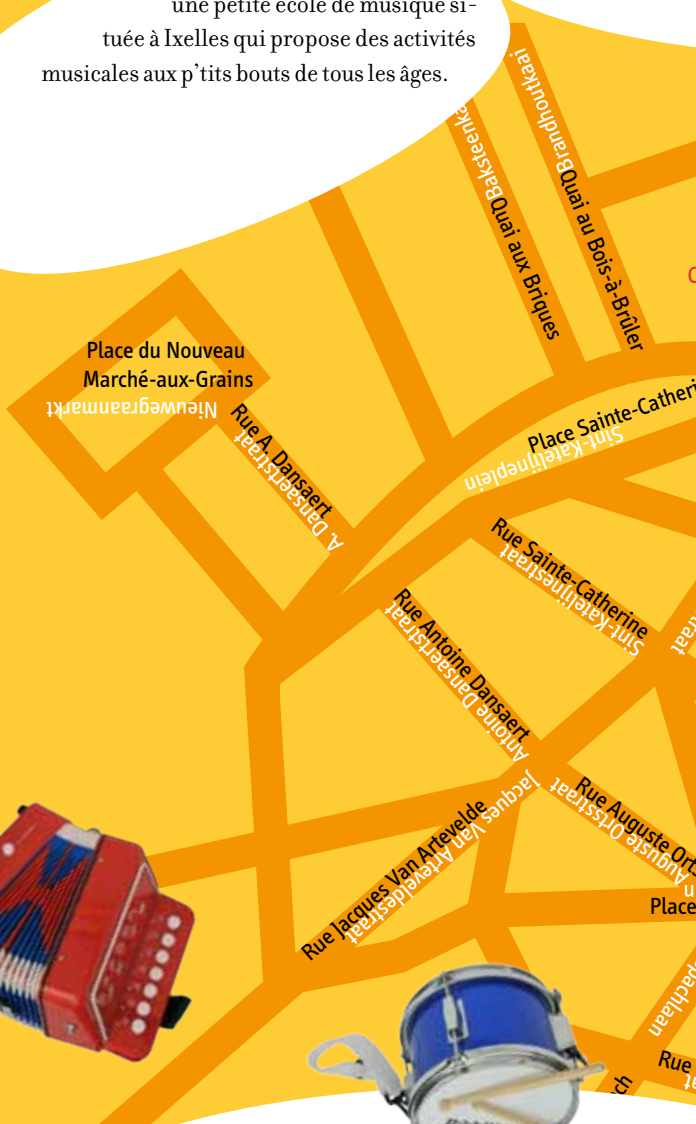 une petite école de musique si-
tuée à Ixelles qui propose des activités
musicales aux p'tits bouts de tous les âges.
Brandhoutkaai
Quai au Bois-à-Brûler
Quai aux Briques
Place du Nouveau
Marché-aux-Grains
Nieuwegraanmarkt
Rue A. Dansaert
A. Dansaertstraat
Sint-Katelijneplein
Place
Rue Sainte-Catherine
Sint-Katelijnestraat
Rue Antoine Dansaert
Antoine Dansaertstraat
Rue Jacques Van Artevelde
Jacques Van Arteveldestraat
Rue Auguste
Auguste Ortsstraat
Place
Rue